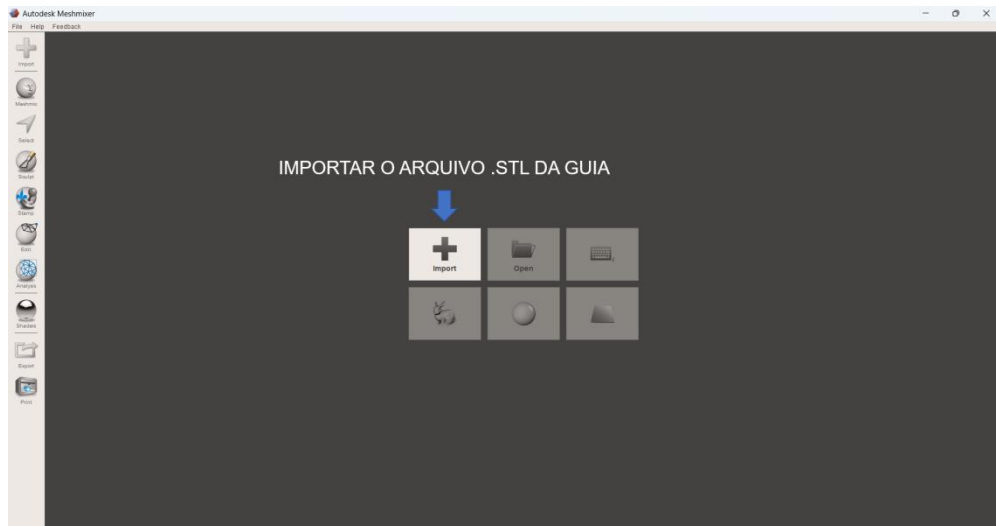 Autodesk Meshmixer
File Help Feedback
Import
Meshmix
Select
Sculpt
Stamp
Edit
Analysis
Shaders
Export
Print
IMPORTAR O ARQUIVO .STL DA GUIA
Import
Open